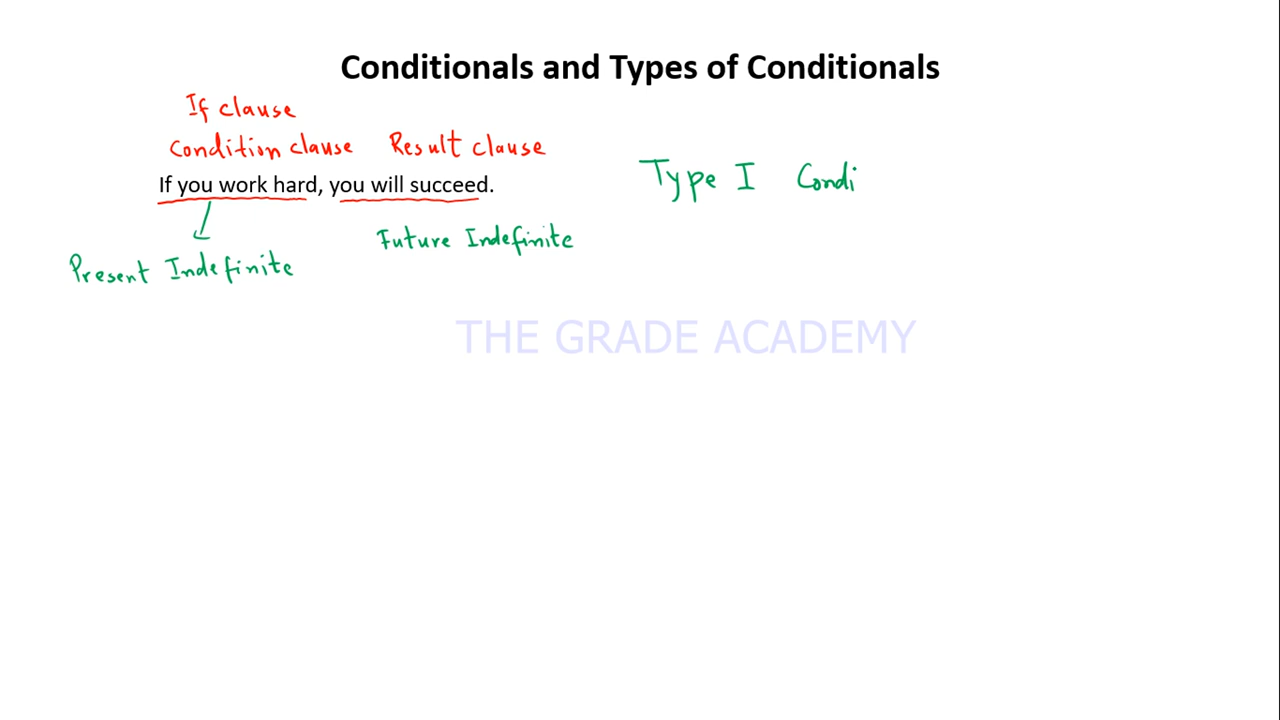 Conditionals and Types of Conditionals
If clause
Condition clause Result clause
If you work hard, you will succeed.
Type I Condi
Future Indefinite
Present Indefinite
THE GRADE ACADEMY